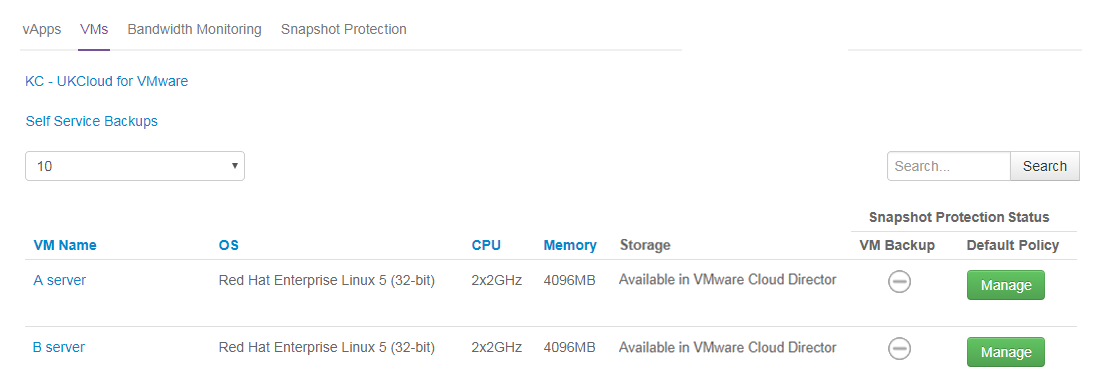 vApps VMs Bandwidth Monitoring Snapshot Protection
KC - UKCloud for VMware
Self Service Backups
10 Search... Search
Snapshot Protection Status
VM Name OS CPU Memory Storage VM Backup Default Policy
A server Red Hat Enterprise Linux 5 (32-bit) 2x2GHz 4096MB Available in VMware Cloud Director Manage
B server Red Hat Enterprise Linux 5 (32-bit) 2x2GHz 4096MB Available in VMware Cloud Director Manage